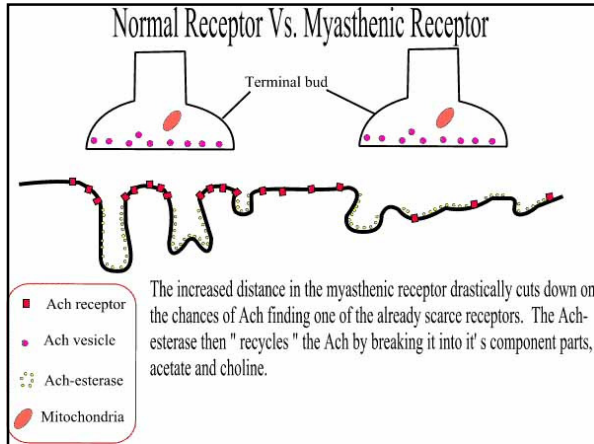 Normal Receptor Vs. Myasthenic Receptor
Terminal bud
The increased distance in the myasthenic receptor drastically cuts down on
the chances of Ach finding one of the already scarce receptors. The Ach-
esterase then " recycles " the Ach by breaking it into it' s component parts,
acetate and choline.
Ach receptor
Ach vesicle
Ach-esterase
Mitochondria